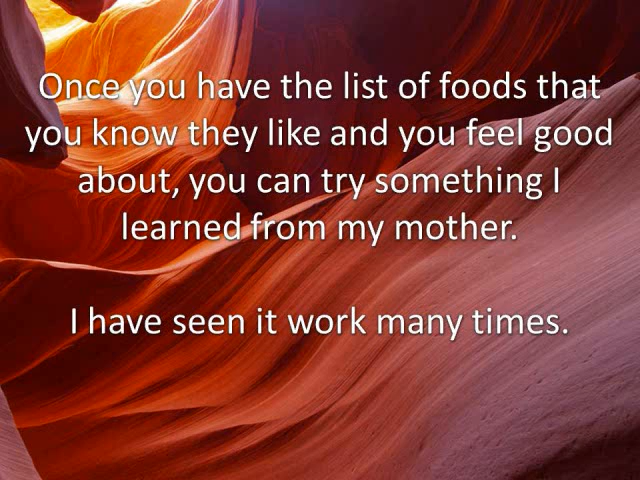 Once you have the list of foods that
you know they like and you feel good
about, you can try something I
learned from my mother.
I have seen it work many times.